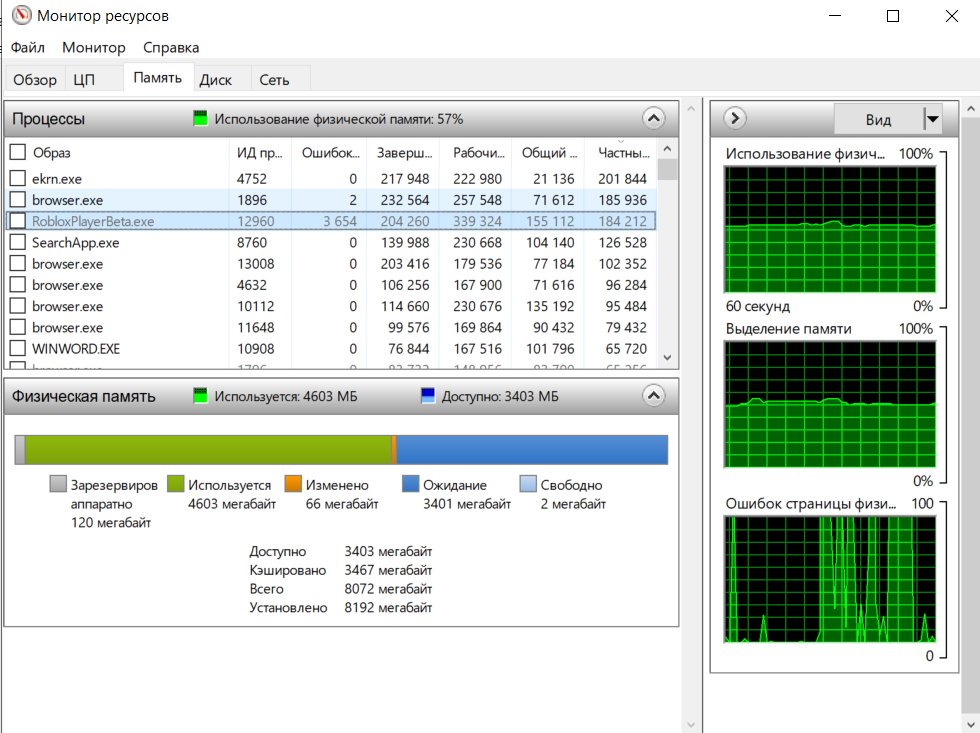 Монитор ресурсов
Файл Монитор Справка
Обзор ЦП Память Диск Сеть
Процессы Использование физической памяти: 57%
Образ ИД пр... Ошибок... Заверш... Рабочи... Общий ... Частны...
ekrn.exe 4752 0 217 948 222 980 21 136 201 844
browser.exe 1896 2 232 564 257 548 71 612 185 936
RobloxPlayerBeta.exe 12960 3 654 204 260 339 324 155 112 184 212
SearchApp.exe 8760 0 139 988 230 668 104 140 126 528
browser.exe 13008 0 203 416 179 536 77 184 102 352
browser.exe 4632 0 106 256 167 900 71 616 96 284
browser.exe 10112 0 114 660 230 676 135 192 95 484
browser.exe 11648 0 99 576 169 864 90 432 79 432
WINWORD.EXE 10908 0 76 844 167 516 101 796 65 720
Физическая память Используется: 4603 МБ Доступно: 3403 МБ
Зарезервиров
аппаратно
120 мегабайт
Используется
4603 мегабайт
Изменено
66 мегабайт
Ожидание
3401 мегабайт
Свободно
2 мегабайт
Доступно 3403 мегабайт
Кэшировано 3467 мегабайт
Всего 8072 мегабайт
Установлено 8192 мегабайт
Вид
Использование физич... 100%
60 секунд 0%
Выделение памяти 100%
0%
Ошибок страницы физи... 100
0